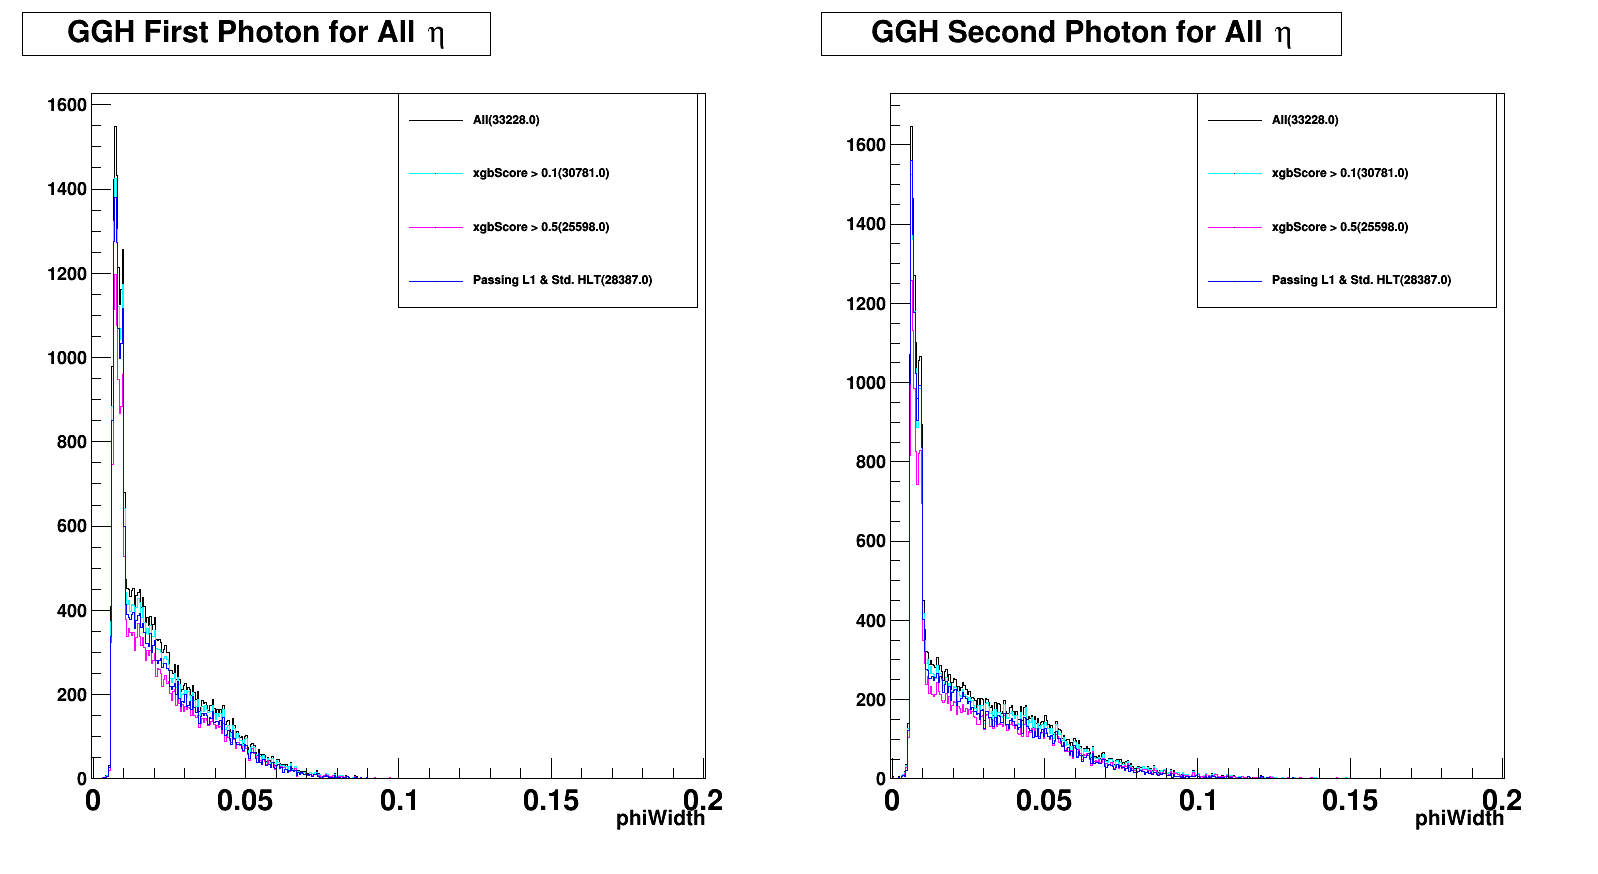 GGH First Photon for All η
1600
1400
1200
1000
800
600
400
200
0
0 0.05 0.1 0.15 0.2
phiWidth
All(33228.0)
xgbScore > 0.1(30781.0)
xgbScore > 0.5(25598.0)
Passing L1 & Std. HLT(28387.0)
GGH Second Photon for All η
1600
1400
1200
1000
800
600
400
200
0
0 0.05 0.1 0.15 0.2
phiWidth
All(33228.0)
xgbScore > 0.1(30781.0)
xgbScore > 0.5(25598.0)
Passing L1 & Std. HLT(28387.0)